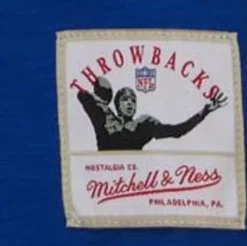 THROWBACKS
NFL
NOSTALGIA CO.
Mitchell & Ness
PHILADELPHIA, PA.